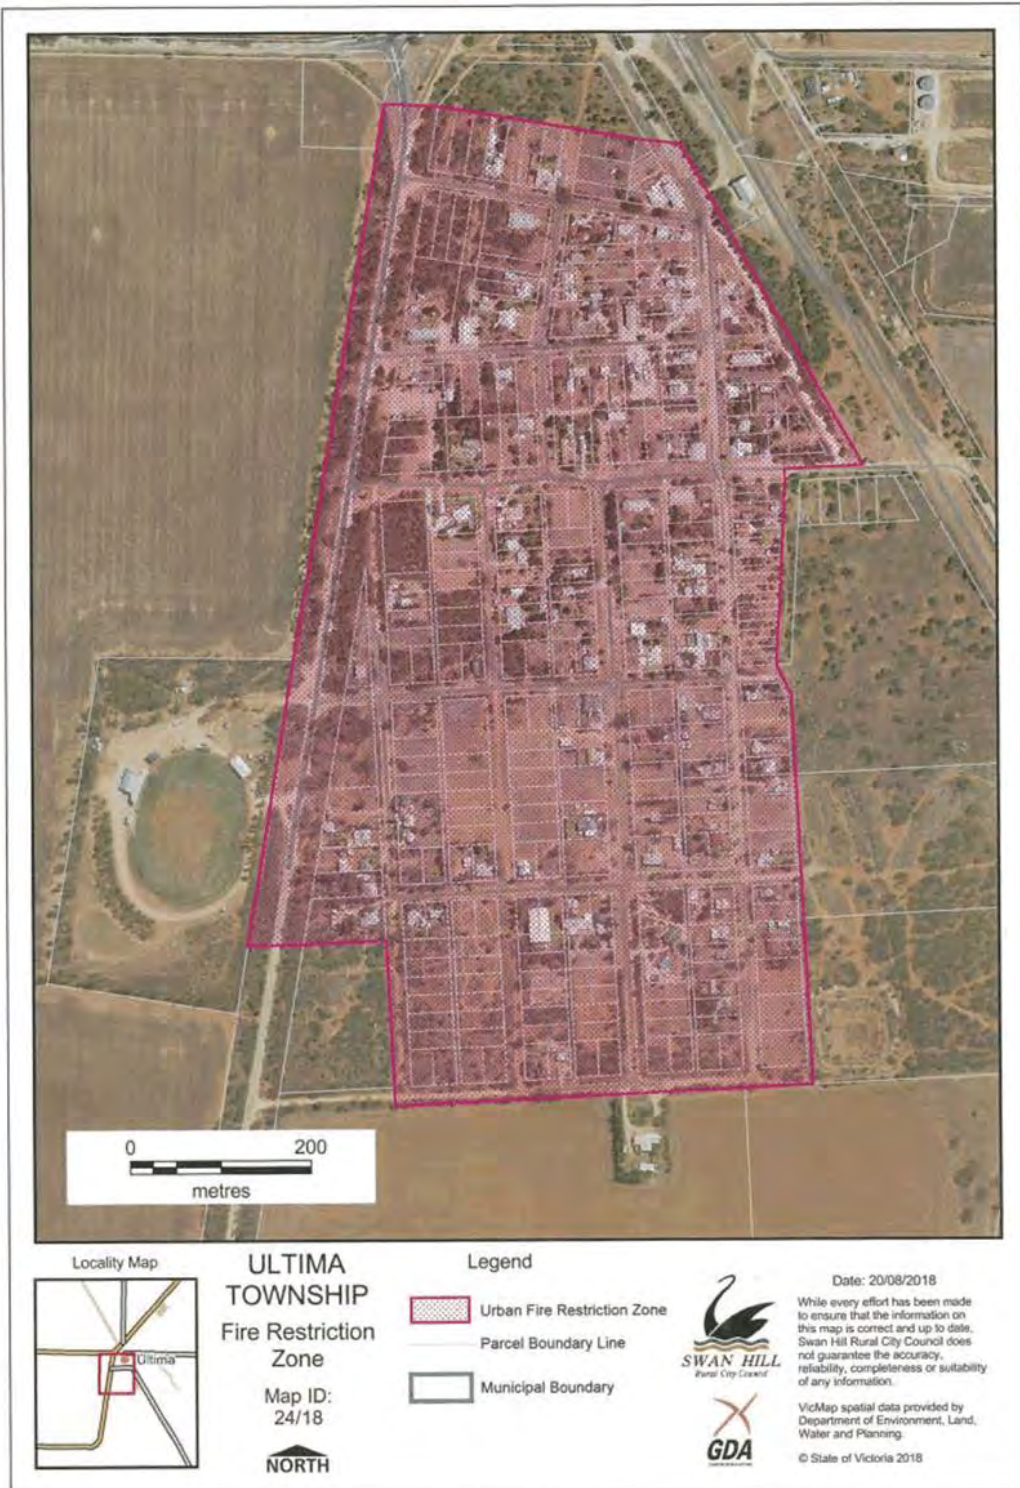 0 200
metres
Locality Map
Ultima
ULTIMA
TOWNSHIP
Fire Restriction
Zone
Map ID:
24/18
NORTH
Legend
Urban Fire Restriction Zone
Parcel Boundary Line
Municipal Boundary
SWAN HILL
Rural City Council
GDA
Date: 20/08/2018
While every effort has been made
to ensure that the information on
this map is correct and up to date,
Swan Hill Rural City Council does
not guarantee the accuracy,
reliability, completeness or suitability
of any information.
VicMap spatial data provided by
Department of Environment, Land,
Water and Planning.
© State of Victoria 2018